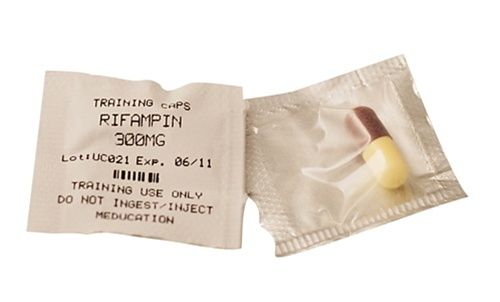 TRAINING CAPS
RIFAMPIN
300MG
Lot:UC021 Exp. 06/11
TRAINING USE ONLY
DO NOT INGEST/INJECT
MEDUCATION